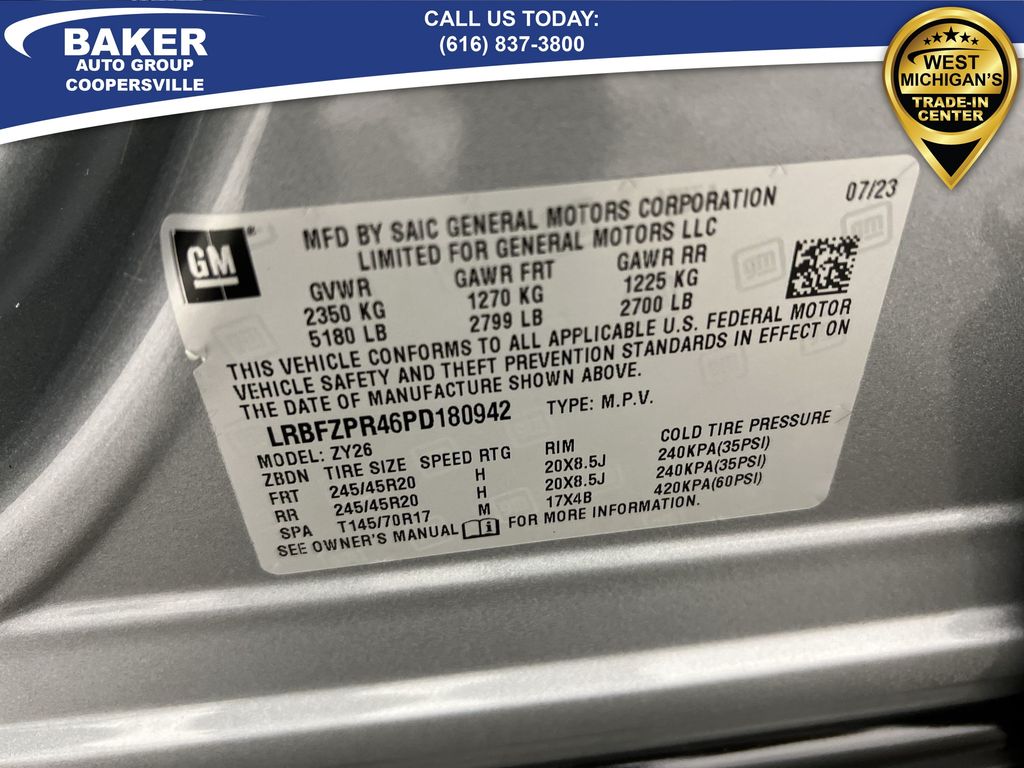 BAKER
AUTO GROUP
COOPERSVILLE
CALL US TODAY:
(616) 837-3800
WEST
MICHIGAN'S
TRADE-IN
CENTER
GM
MFD BY SAIC GENERAL MOTORS CORPORATION
LIMITED FOR GENERAL MOTORS LLC
07/23
GVWR GAWR FRT GAWR RR
2350 KG 1270 KG 1225 KG
5180 LB 2799 LB 2700 LB
THIS VEHICLE CONFORMS TO ALL APPLICABLE U.S. FEDERAL MOTOR
VEHICLE SAFETY AND THEFT PREVENTION STANDARDS IN EFFECT ON
THE DATE OF MANUFACTURE SHOWN ABOVE.
LRBFZPR46PD180942 TYPE: M.P.V.
MODEL: ZY26
ZBDN TIRE SIZE SPEED RTG RIM COLD TIRE PRESSURE
FRT 245/45R20 H 20X8.5J 240KPA(35PSI)
RR 245/45R20 H 20X8.5J 240KPA(35PSI)
SPA T145/70R17 M 17X4B 420KPA(60PSI)
SEE OWNER'S MANUAL FOR MORE INFORMATION.